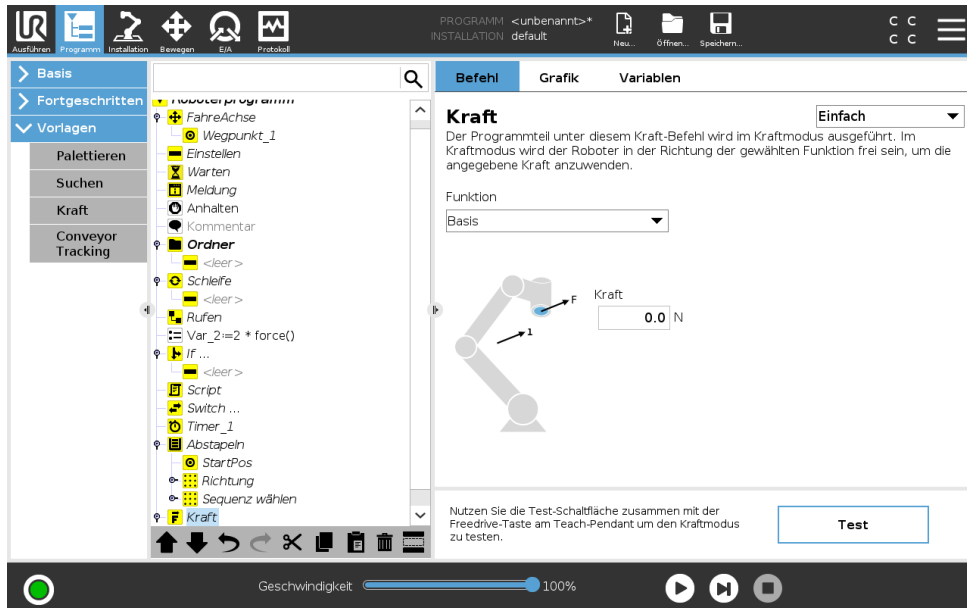 PROGRAMM <unbenannt>*
INSTALLATION default
Ausführen Programm Installation Bewegen E/A Protokoll Neu... Öffnen... Speichern...
C C
C C
Basis
Fortgeschritten
Vorlagen
Palettieren
Suchen
Kraft
Conveyor
Tracking
Roboterprogramm
FahreAchse
Wegpunkt_1
Einstellen
Warten
Meldung
Anhalten
Kommentar
Ordner
<leer>
Schleife
<leer>
Rufen
Var_2:=2 * force()
If ...
<leer>
Script
Switch ...
Timer_1
Abstapeln
StartPos
Richtung
Sequenz wählen
Kraft
Befehl Grafik Variablen
Kraft
Einfach
Der Programmteil unter diesem Kraft-Befehl wird im Kraftmodus ausgeführt. Im
Kraftmodus wird der Roboter in der Richtung der gewählten Funktion frei sein, um die
angegebene Kraft anzuwenden.
Funktion
Basis
F
1
Kraft
0.0 N
Nutzen Sie die Test-Schaltfläche zusammen mit der
Freedrive-Taste am Teach-Pendant um den Kraftmodus
zu testen.
Test
Geschwindigkeit 100%